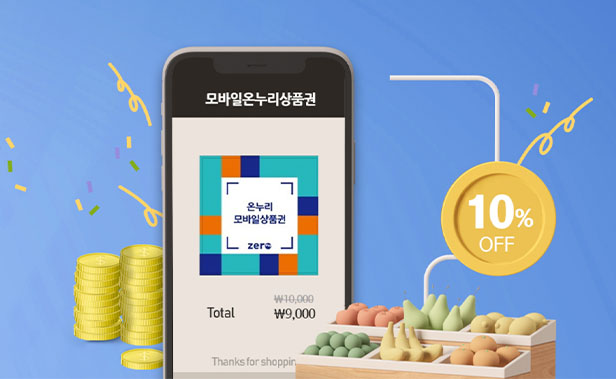 모바일온누리상품권
온누리
모바일상품권
zero
Total
₩10,000
₩9,000
Thanks for shoppin
10%
OFF